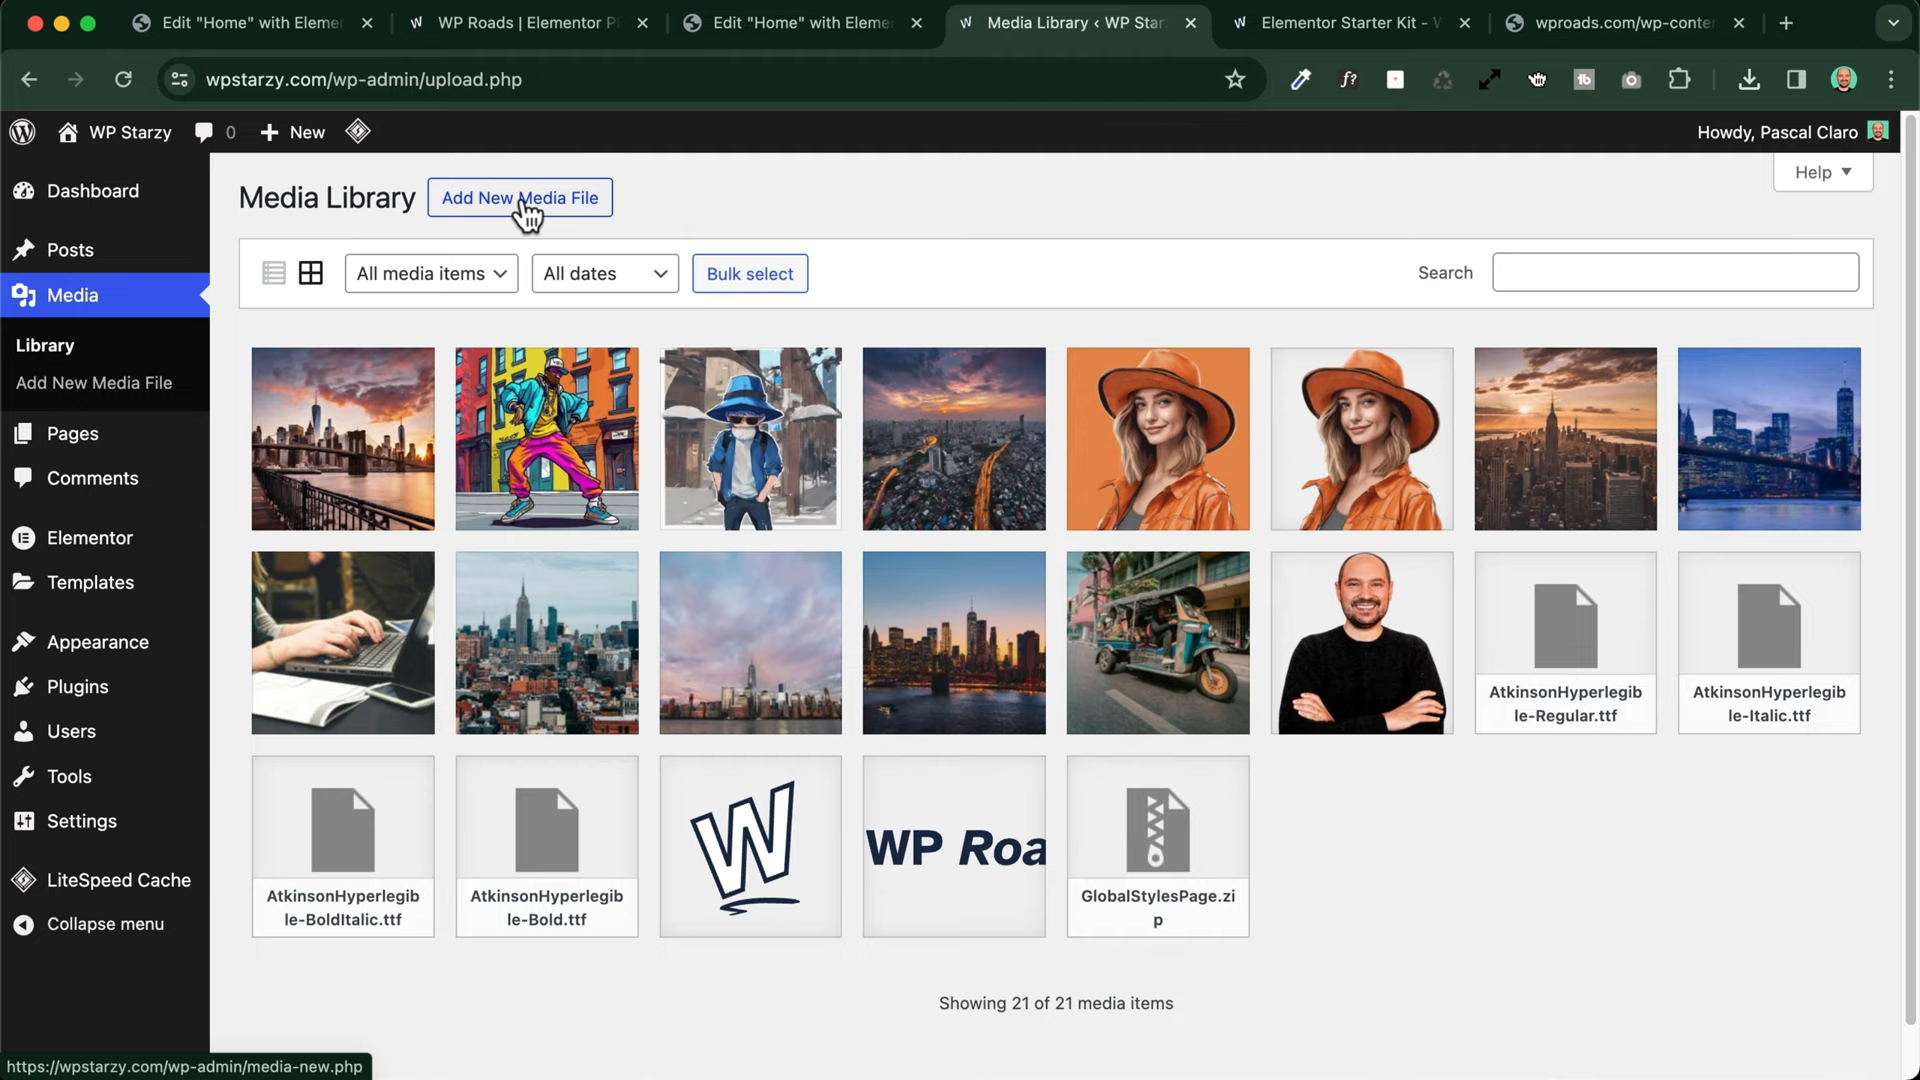 Edit "Home" with Eleme
WP Roads | Elementor P
Edit "Home" with Eleme
Media Library ‹ WP Star
Elementor Starter Kit - W
wproads.com/wp-conte
wpstarzy.com/wp-admin/upload.php
WP Starzy
0
New
Howdy, Pascal Claro
Dashboard
Posts
Media
Library
Add New Media File
Pages
Comments
Elementor
Templates
Appearance
Plugins
Users
Tools
Settings
LiteSpeed Cache
Collapse menu
Help
Media Library
Add New Media File
All media items
All dates
Bulk select
Search
AtkinsonHyperlegib
le-Regular.ttf
AtkinsonHyperlegib
le-Italic.ttf
AtkinsonHyperlegib
le-BoldItalic.ttf
AtkinsonHyperlegib
le-Bold.ttf
W
WP Roa
GlobalStylesPage.zi
p
Showing 21 of 21 media items
https://wpstarzy.com/wp-admin/media-new.php